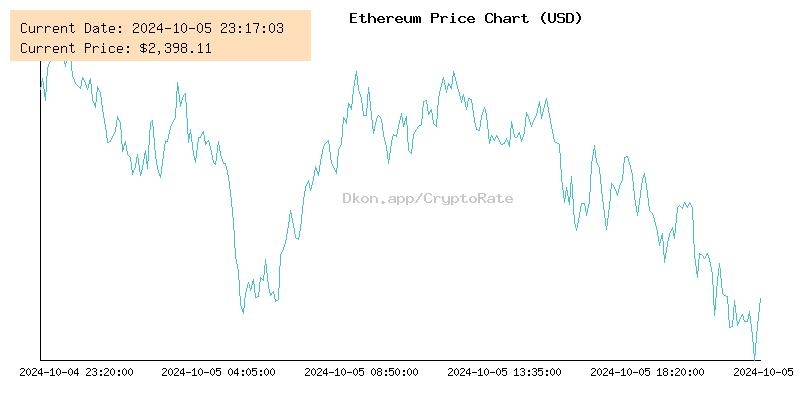 Ethereum Price Chart (USD)
Current Date: 2024-10-05 23:17:03
Current Price: $2,398.11
Dkon.app/CryptoRate
2024-10-04 23:20:00
2024-10-05 04:05:00
2024-10-05 08:50:00
2024-10-05 13:35:00
2024-10-05 18:20:00
2024-10-05